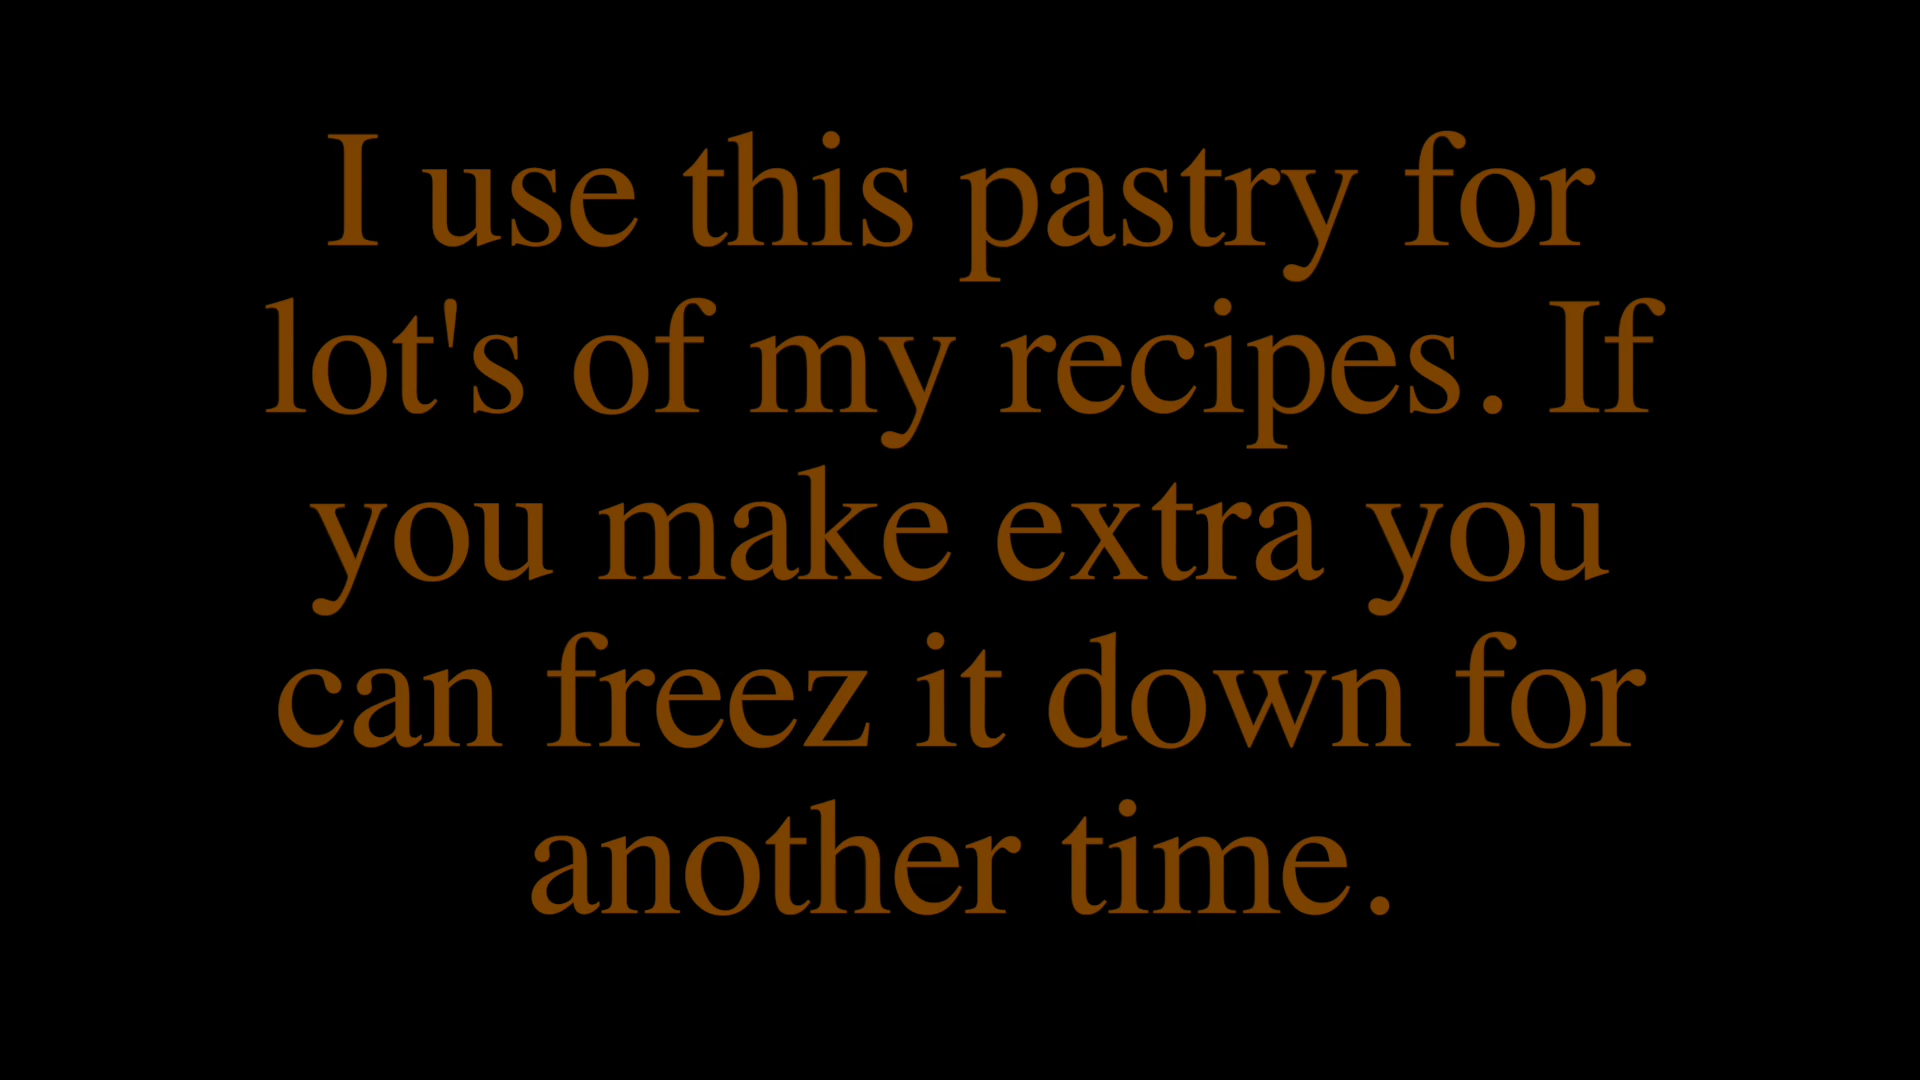 I use this pastry for
lot's of my recipes. If
you make extra you
can freez it down for
another time.